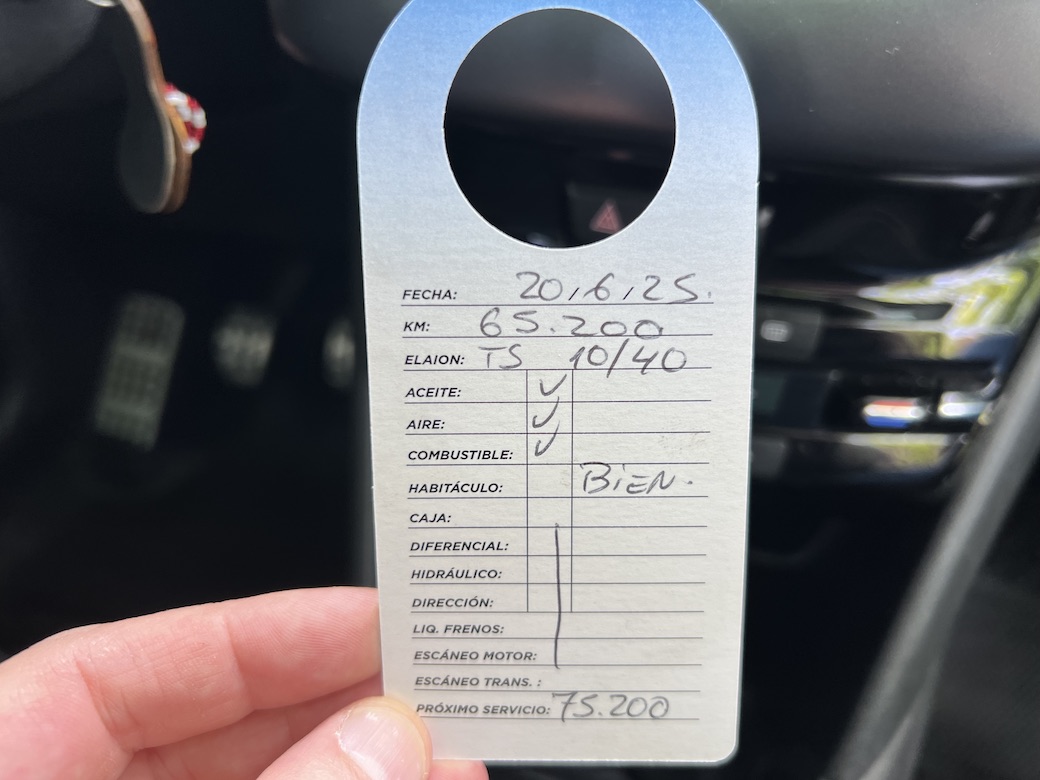 FECHA: 20/6/25.
KM: 65.200
ELAION: TS 10/40
ACEITE: ✓
AIRE: ✓
COMBUSTIBLE: ✓
HABITÁCULO: BIEN.
CAJA:
DIFERENCIAL:
HIDRÁULICO:
DIRECCIÓN:
LIQ. FRENOS:
ESCÁNEO MOTOR:
ESCÁNEO TRANS. :
PRÓXIMO SERVICIO: 75.200